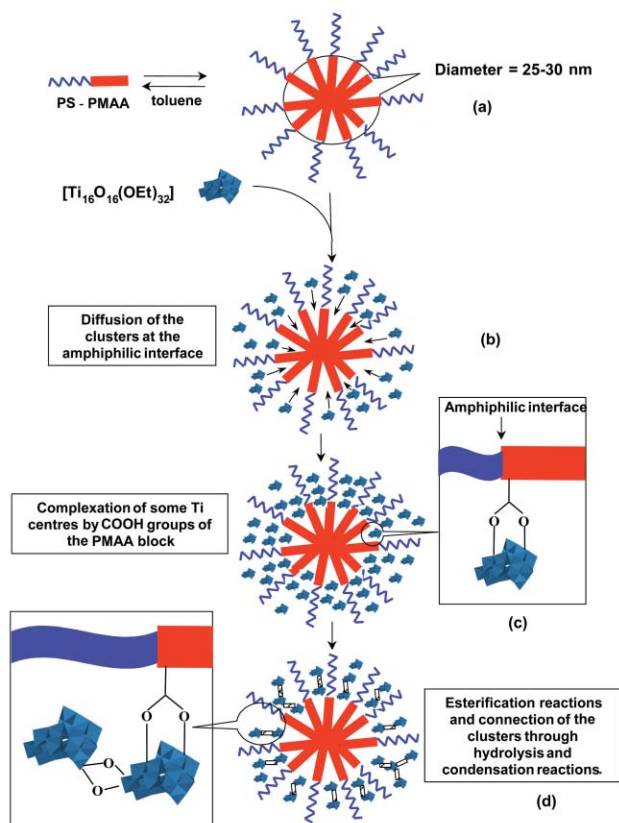 PS - PMAA
toluene
Diameter = 25-30 nm
(a)
[Ti16O16(OEt)32]
Diffusion of the
clusters at the
amphiphilic interface
(b)
Amphiphilic interface
O O
(c)
Complexation of some Ti
centres by COOH groups of
the PMAA block
O O
O
O
Esterification reactions
and connection of the
clusters through
hydrolysis and
condensation reactions.
(d)